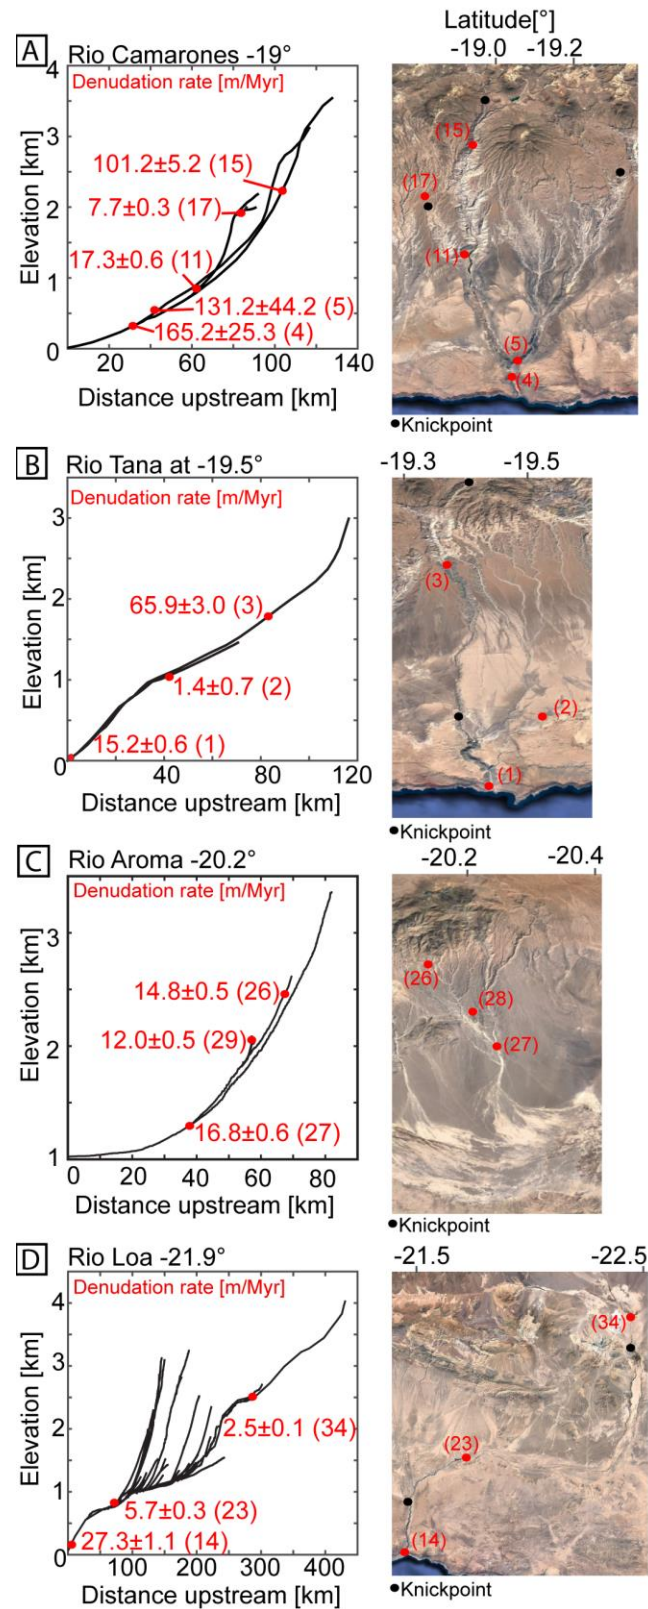 A Rio Camarones -19°
Denudation rate [m/Myr]
4
3
2
1
0
Elevation [km]
101.2±5.2 (15)
7.7±0.3 (17)
17.3±0.6 (11)
131.2±44.2 (5)
165.2±25.3 (4)
20 60 100 140
Distance upstream [km]
Latitude[°]
-19.0 -19.2
(15)
(17)
(11)
(5)
(4)
Knickpoint
B Rio Tana at -19.5°
Denudation rate [m/Myr]
3
2
1
0
Elevation [km]
65.9±3.0 (3)
1.4±0.7 (2)
15.2±0.6 (1)
0 40 80 120
Distance upstream [km]
-19.3 -19.5
(3)
(2)
(1)
Knickpoint
C Rio Aroma -20.2°
Denudation rate [m/Myr]
3
2
1
Elevation [km]
14.8±0.5 (26)
12.0±0.5 (29)
16.8±0.6 (27)
0 40 60 80
Distance upstream [km]
-20.2 -20.4
(26)
(28)
(27)
Knickpoint
D Rio Loa -21.9°
Denudation rate [m/Myr]
4
3
2
1
0
Elevation [km]
2.5±0.1 (34)
5.7±0.3 (23)
27.3±1.1 (14)
0 100 200 300 400
Distance upstream [km]
-21.5 -22.5
(34)
(23)
(14)
Knickpoint